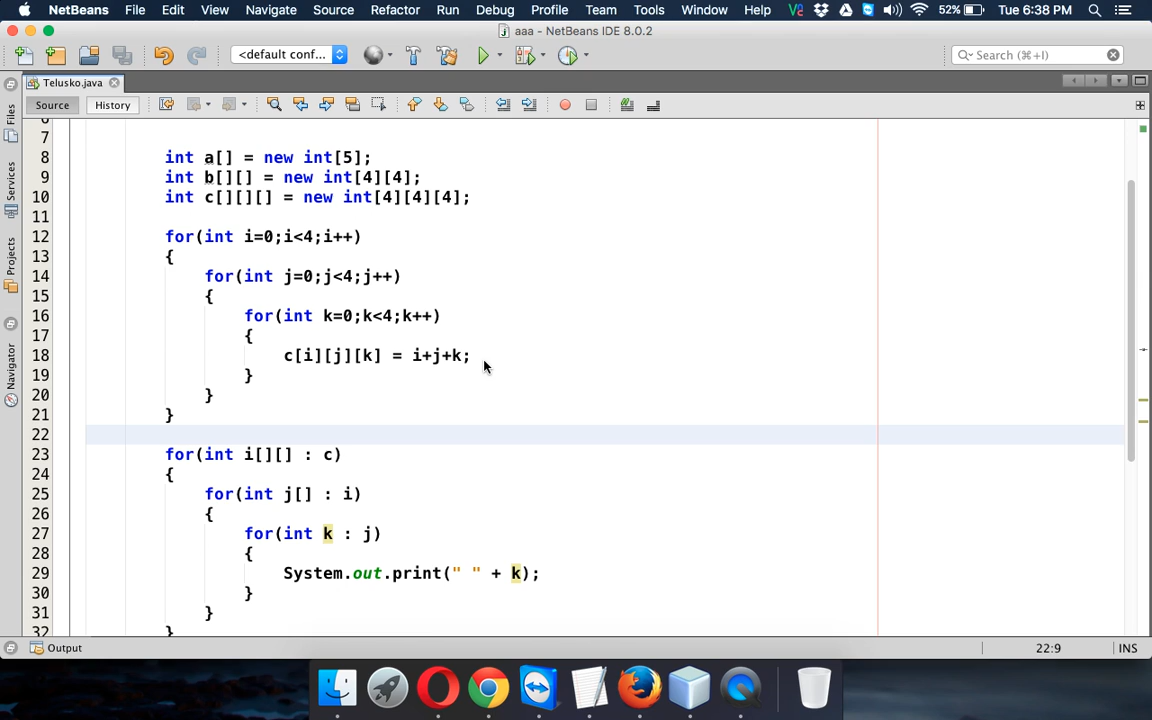 NetBeans File Edit View Navigate Source Refactor Run Debug Profile Team Tools Window Help 52% Tue 6:38 PM
aaa - NetBeans IDE 8.0.2
<default conf... Search (⌘+I)
Telusko.java
Source History
Files
Services
Projects
Navigator
6
7
8 int a[] = new int[5];
9 int b[][] = new int[4][4];
10 int c[][][] = new int[4][4][4];
11
12 for(int i=0;i<4;i++)
13 {
14 for(int j=0;j<4;j++)
15 {
16 for(int k=0;k<4;k++)
17 {
18 c[i][j][k] = i+j+k;
19 }
20 }
21 }
22
23 for(int i[][] : c)
24 {
25 for(int j[] : i)
26 {
27 for(int k : j)
28 {
29 System.out.print(" " + k);
30 }
31 }
32 }
Output 22:9 INS